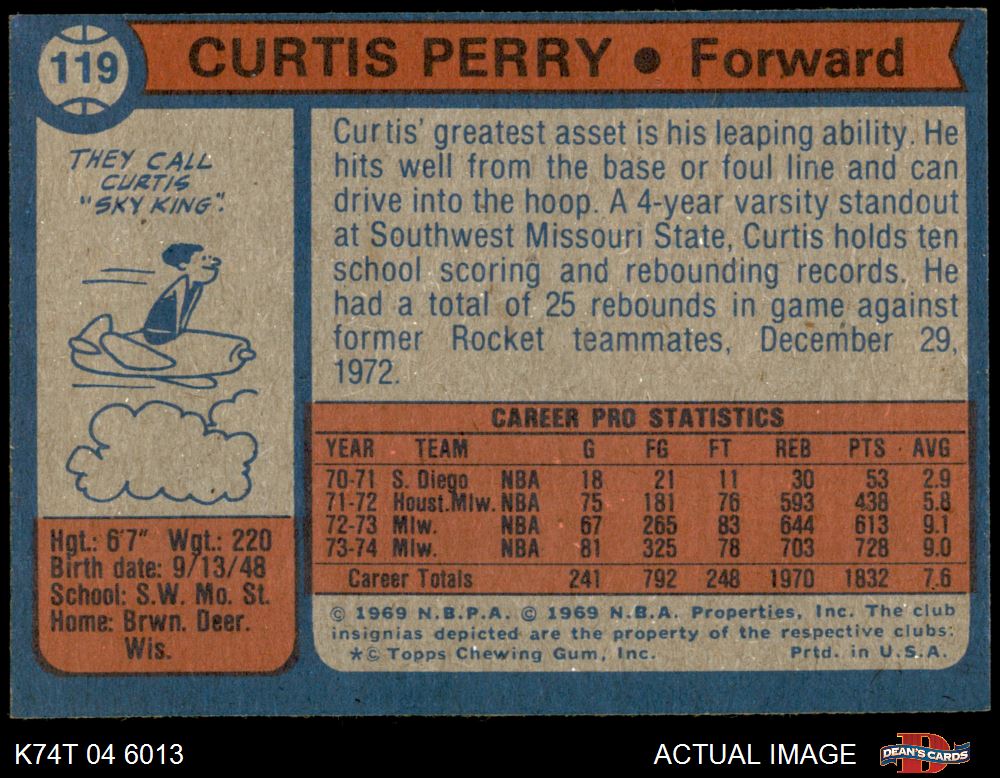 119
CURTIS PERRY ● Forward
THEY CALL
CURTIS
"SKY KING".
Curtis' greatest asset is his leaping ability. He
hits well from the base or foul line and can
drive into the hoop. A 4-year varsity standout
at Southwest Missouri State, Curtis holds ten
school scoring and rebounding records. He
had a total of 25 rebounds in game against
former Rocket teammates, December 29,
1972.
CAREER PRO STATISTICS
YEAR TEAM G FG FT REB PTS AVG
70-71 S. Diego NBA 18 21 11 30 53 2.9
71-72 Houst.Mlw. NBA 75 181 76 593 438 5.8
72-73 Mlw. NBA 67 265 83 644 613 9.1
73-74 Mlw. NBA 81 325 78 703 728 9.0
Career Totals 241 792 248 1970 1832 7.6
Hgt.: 6'7" Wgt.: 220
Birth date: 9/13/48
School: S.W. Mo. St.
Home: Brwn. Deer.
Wis.
© 1969 N.B.P.A. © 1969 N.B.A. Properties, Inc. The club
insignias depicted are the property of the respective clubs.
*© Topps Chewing Gum, Inc. Prtd. in U.S.A.
K74T 04 6013
ACTUAL IMAGE
D
DEAN'S CARDS